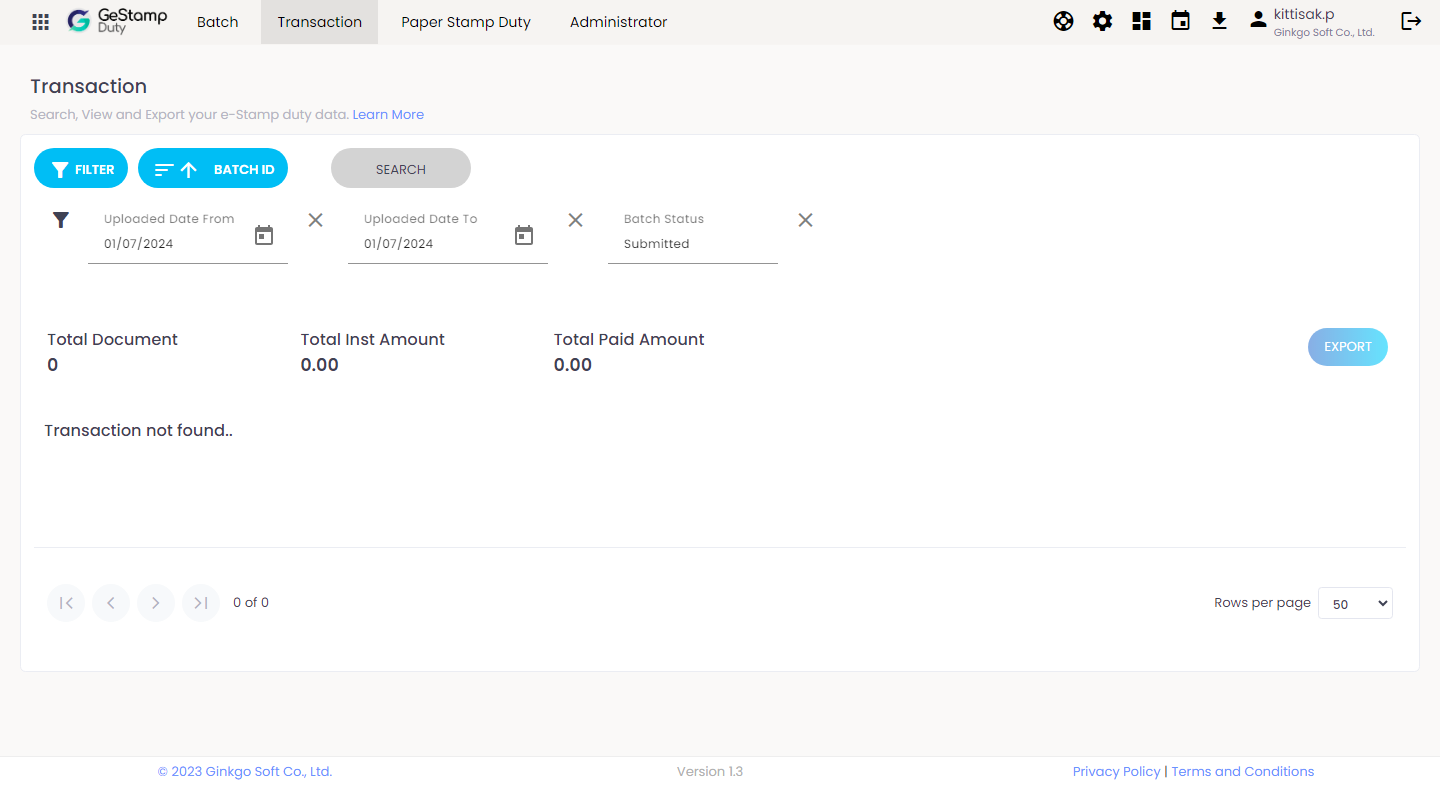 GeStamp Duty Batch Transaction Paper Stamp Duty Administrator kittisak.p
Ginkgo Soft Co., Ltd.
Transaction
Search, View and Export your e-Stamp duty data. Learn More
FILTER BATCH ID SEARCH
Uploaded Date From Uploaded Date To Batch Status
01/07/2024 01/07/2024 Submitted
Total Document Total Inst Amount Total Paid Amount EXPORT
0 0.00 0.00
Transaction not found..
0 of 0 Rows per page 50
© 2023 Ginkgo Soft Co., Ltd. Version 1.3 Privacy Policy | Terms and Conditions